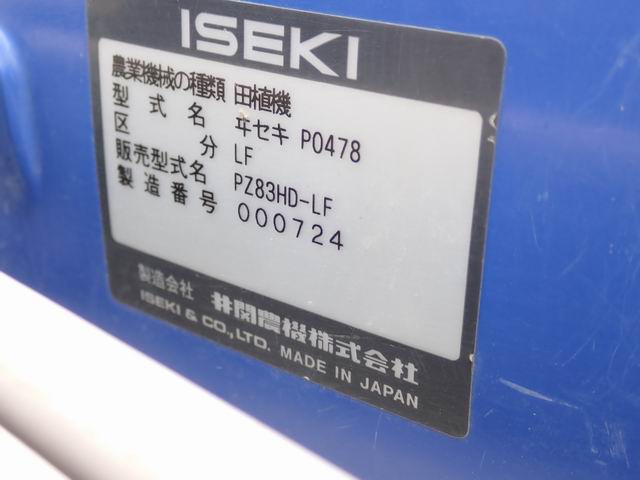 ISEKI
農業機械の種類 田植機
型式名 ヰセキ P0478
区分 LF
販売型式名 PZ83HD-LF
製造番号 000724
製造会社 井関農機株式会社
ISEKI & CO., LTD. MADE IN JAPAN